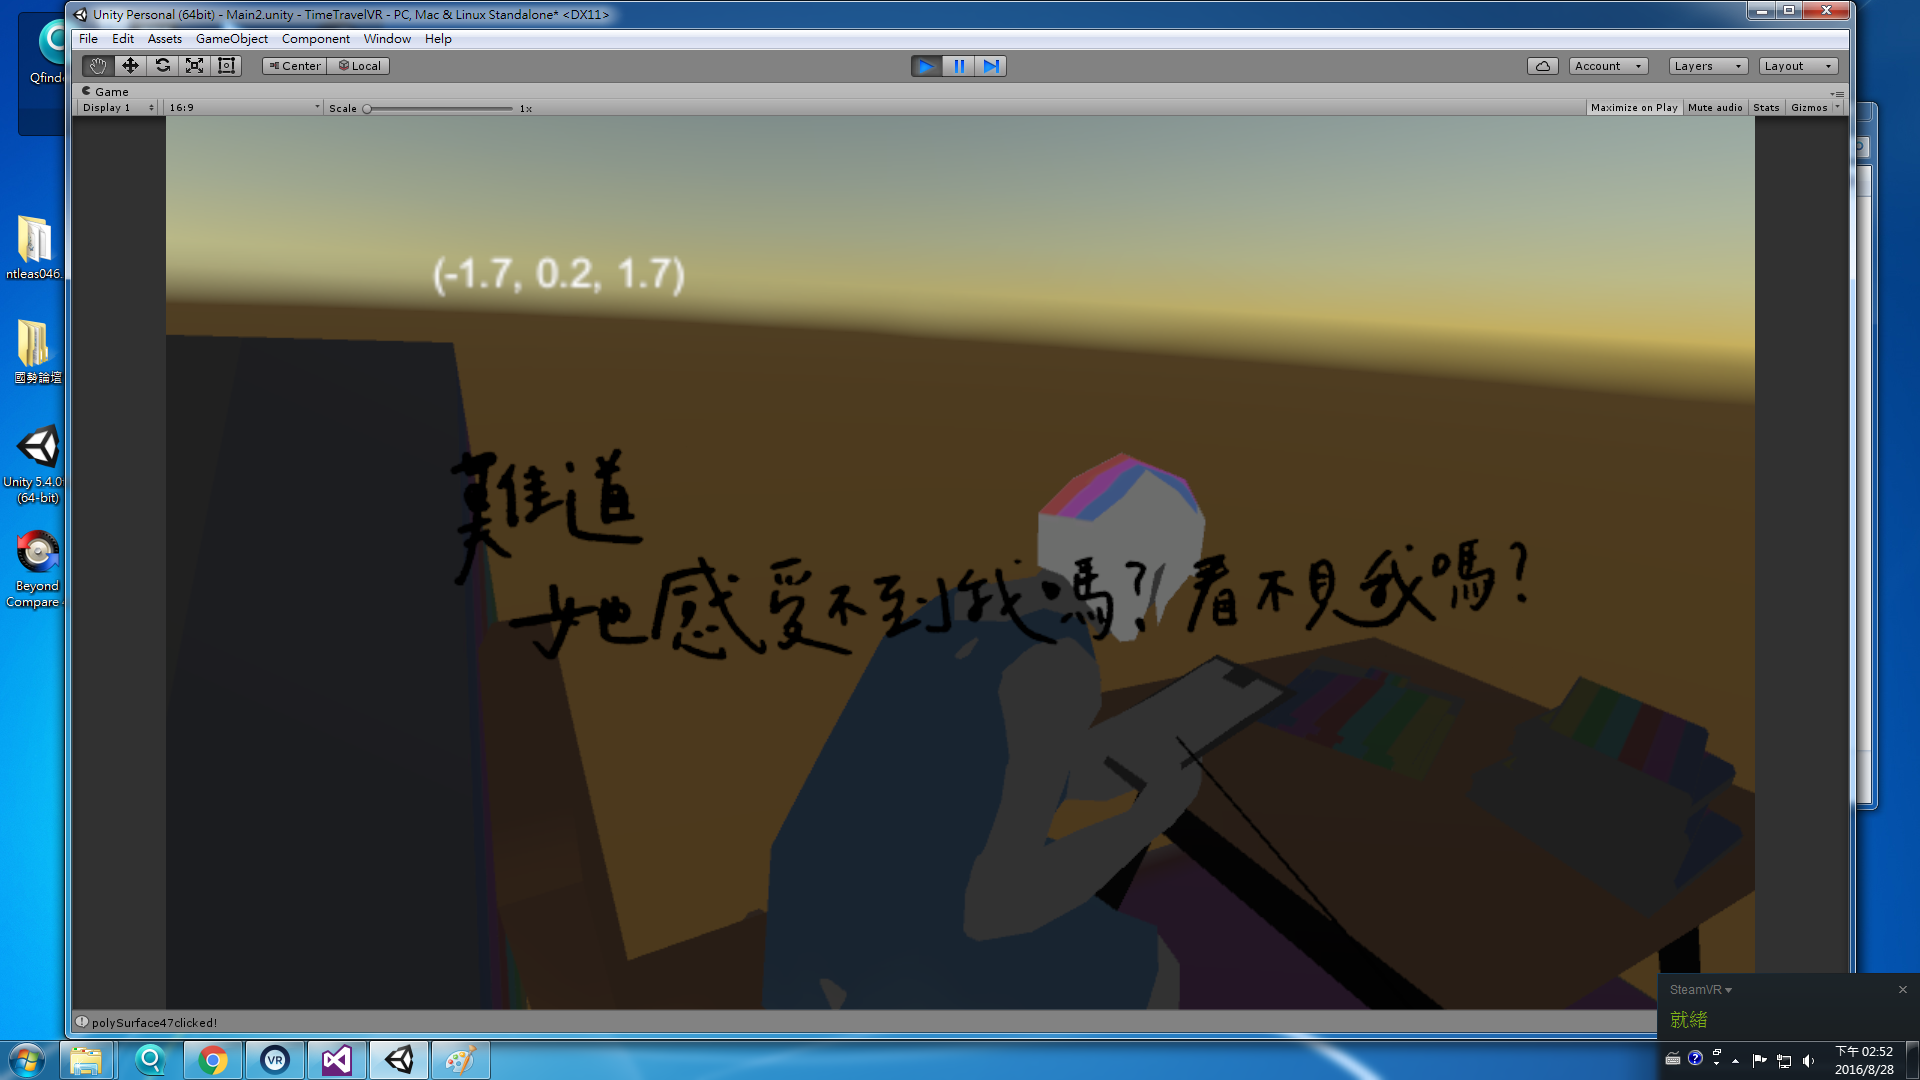 Unity Personal (64bit) - Main2.unity - TimeTravelVR - PC, Mac & Linux Standalone* <DX11>
File Edit Assets GameObject Component Window Help
Center Local Account Layers Layout
Game
Display 1 16:9 Scale 1x Maximize on Play Mute audio Stats Gizmos
(-1.7, 0.2, 1.7)
難道
她感受不到我嗎?看不見我嗎?
polySurface47clicked!
ntleas046.
國勢論壇
Unity 5.4.0
(64-bit)
Beyond
Compare
SteamVR
就緒
VR
下午 02:52
2016/8/28